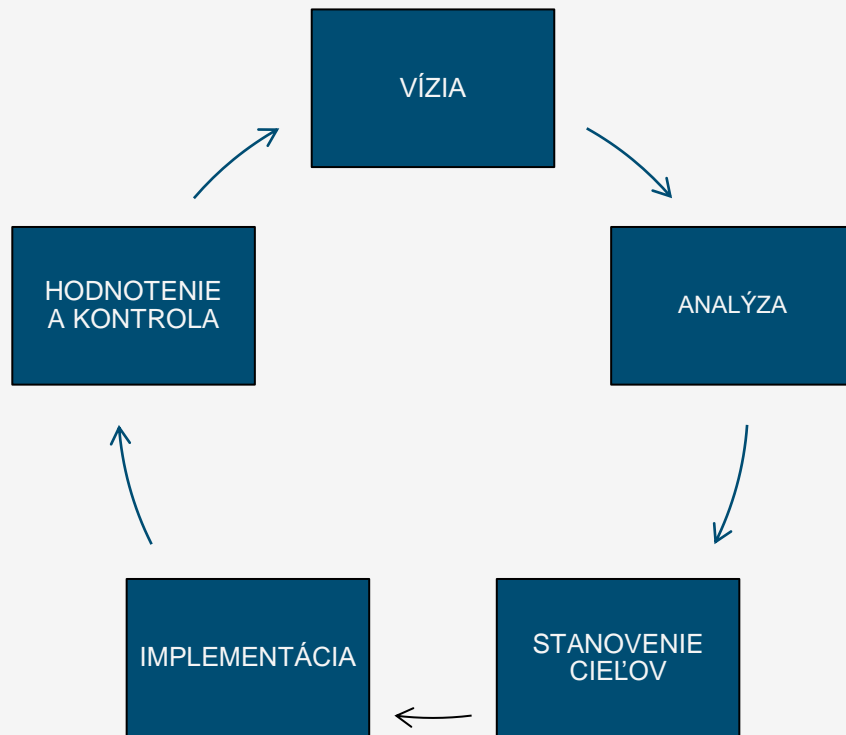 VÍZIA
ANALÝZA
STANOVENIE
CIEĽOV
IMPLEMENTÁCIA
HODNOTENIE
A KONTROLA